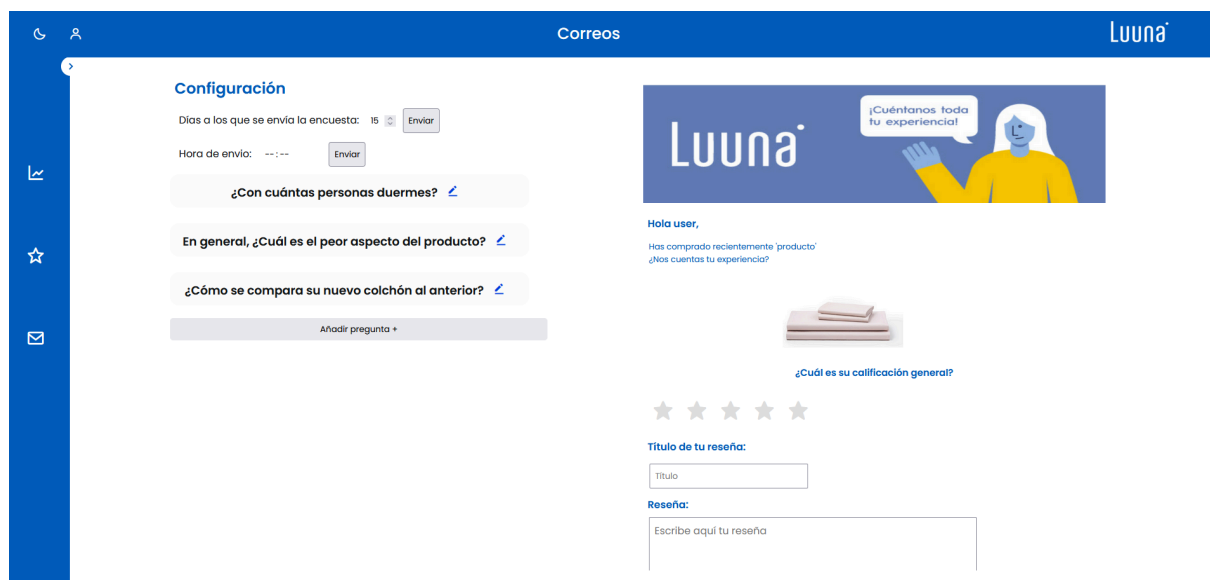 Correos
Luuna
Configuración
Días a los que se envía la encuesta: 15 Enviar
Hora de envio: --:-- Enviar
¿Con cuántas personas duermes?
En general, ¿Cuál es el peor aspecto del producto?
¿Cómo se compara su nuevo colchón al anterior?
Añadir pregunta +
Luuna
¡Cuéntanos toda
tu experiencia!
Hola user,
Has comprado recientemente 'producto'
¿Nos cuentas tu experiencia?
¿Cuál es su calificación general?
Título de tu reseña:
Título
Reseña:
Escribe aquí tu reseña